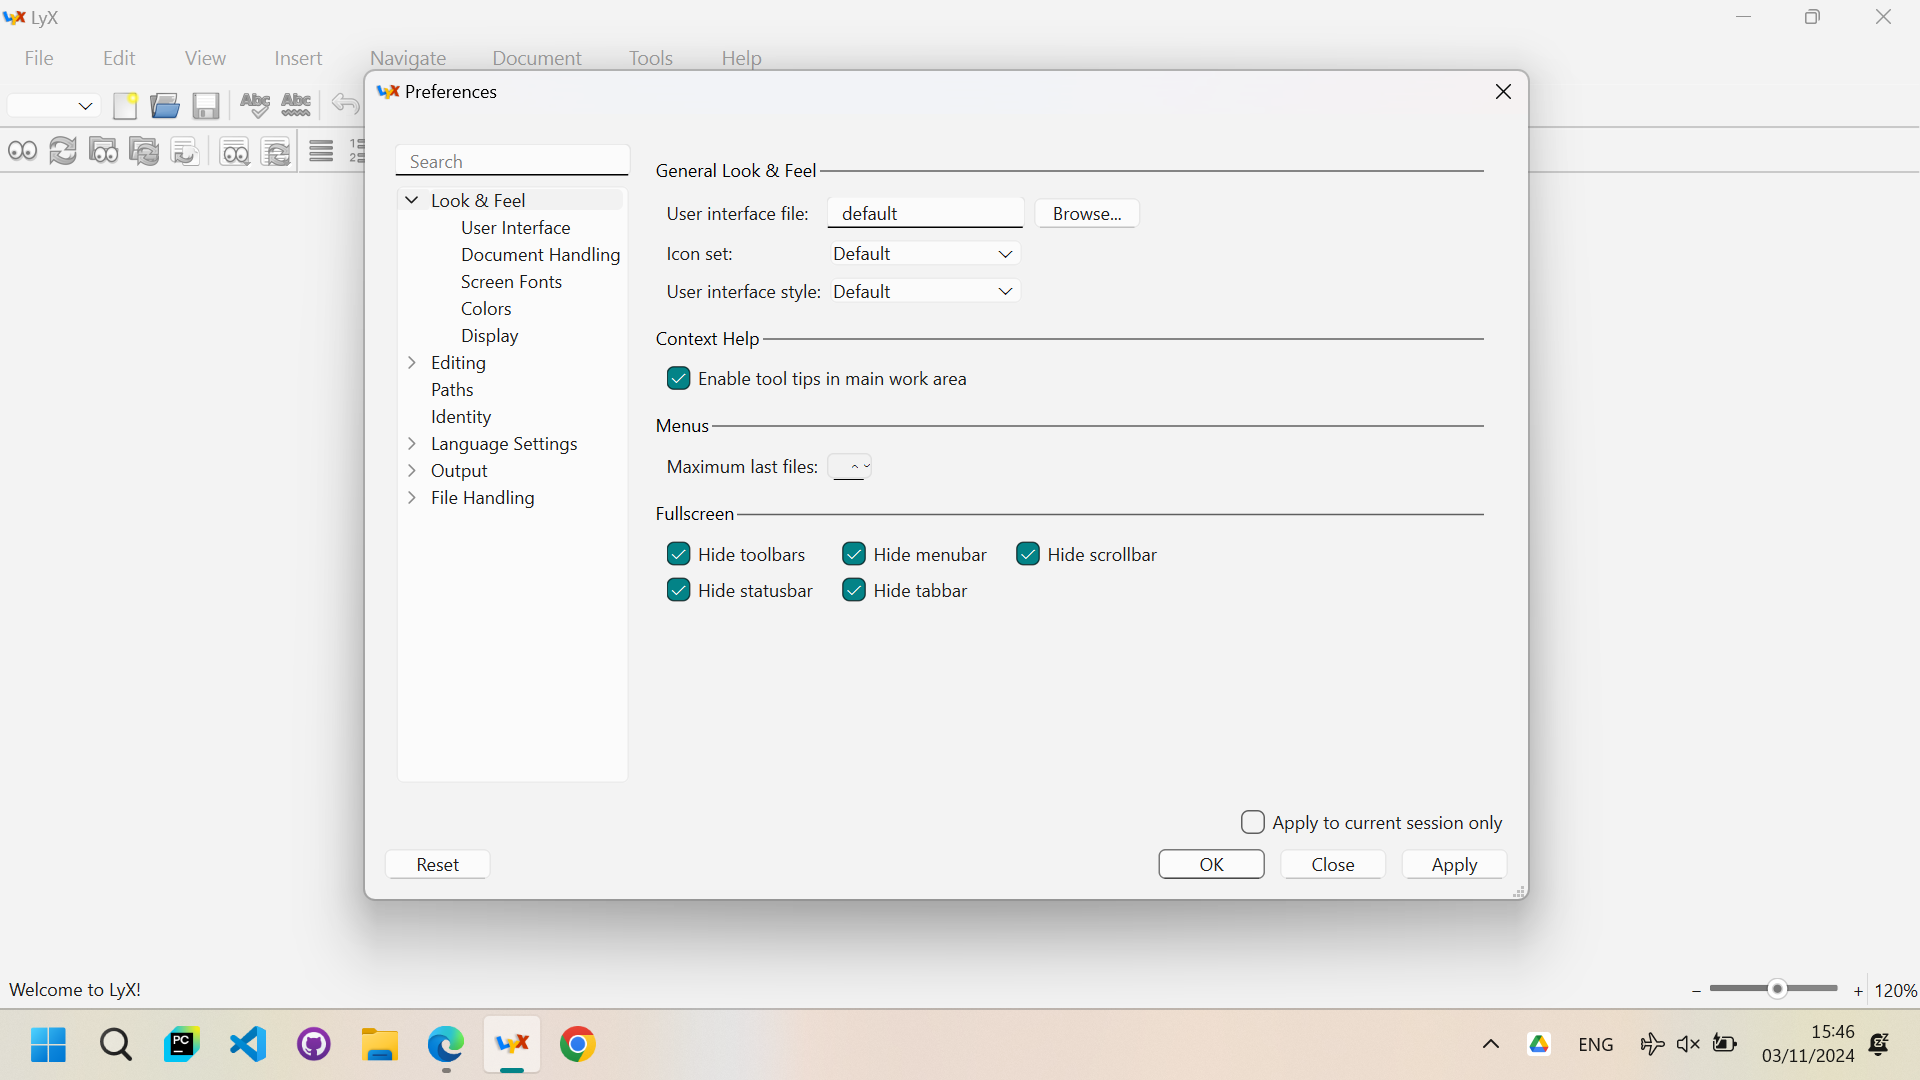 LyX
File Edit View Insert Navigate Document Tools Help
Preferences
Search
Look & Feel
User Interface
Document Handling
Screen Fonts
Colors
Display
Editing
Paths
Identity
Language Settings
Output
File Handling
General Look & Feel
User interface file: default Browse...
Icon set: Default
User interface style: Default
Context Help
Enable tool tips in main work area
Menus
Maximum last files:
Fullscreen
Hide toolbars Hide menubar Hide scrollbar
Hide statusbar Hide tabbar
Apply to current session only
Reset OK Close Apply
Welcome to LyX!
120%
ENG
15:46
03/11/2024